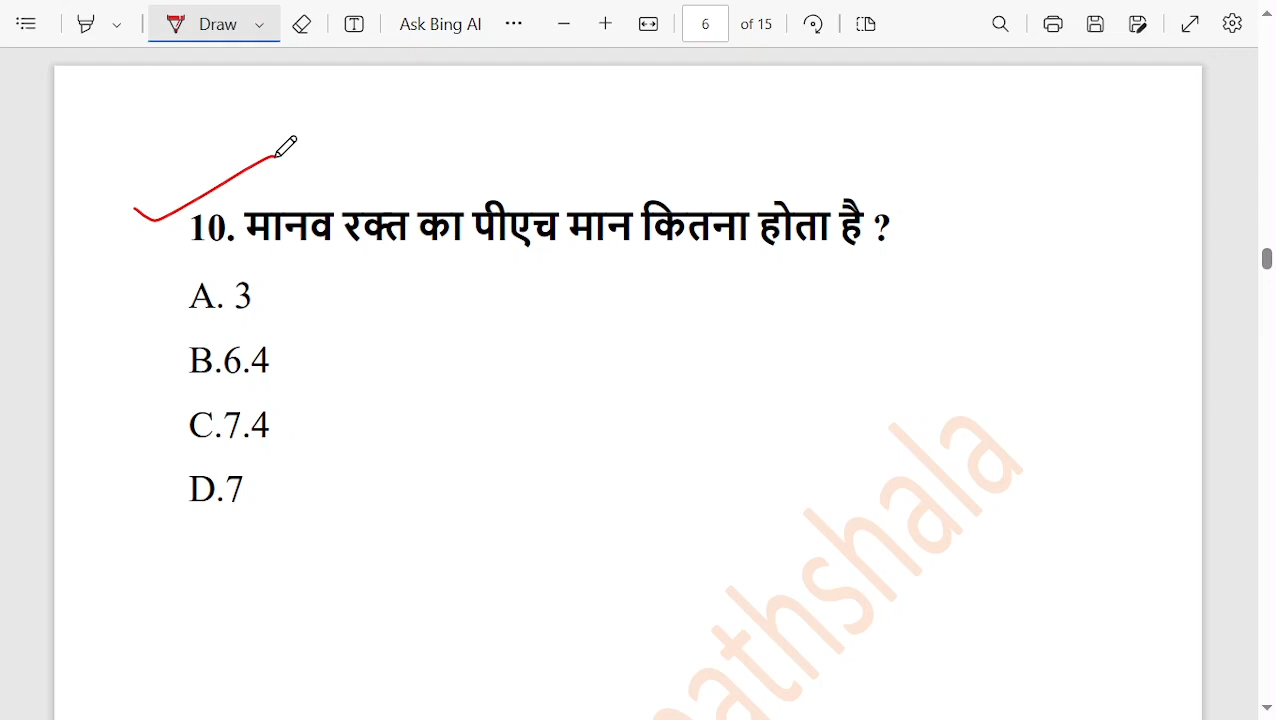 Draw
Ask Bing AI
6 of 15
10. मानव रक्त का पीएच मान कितना होता है ?
A. 3
B.6.4
C.7.4
D.7
athshala